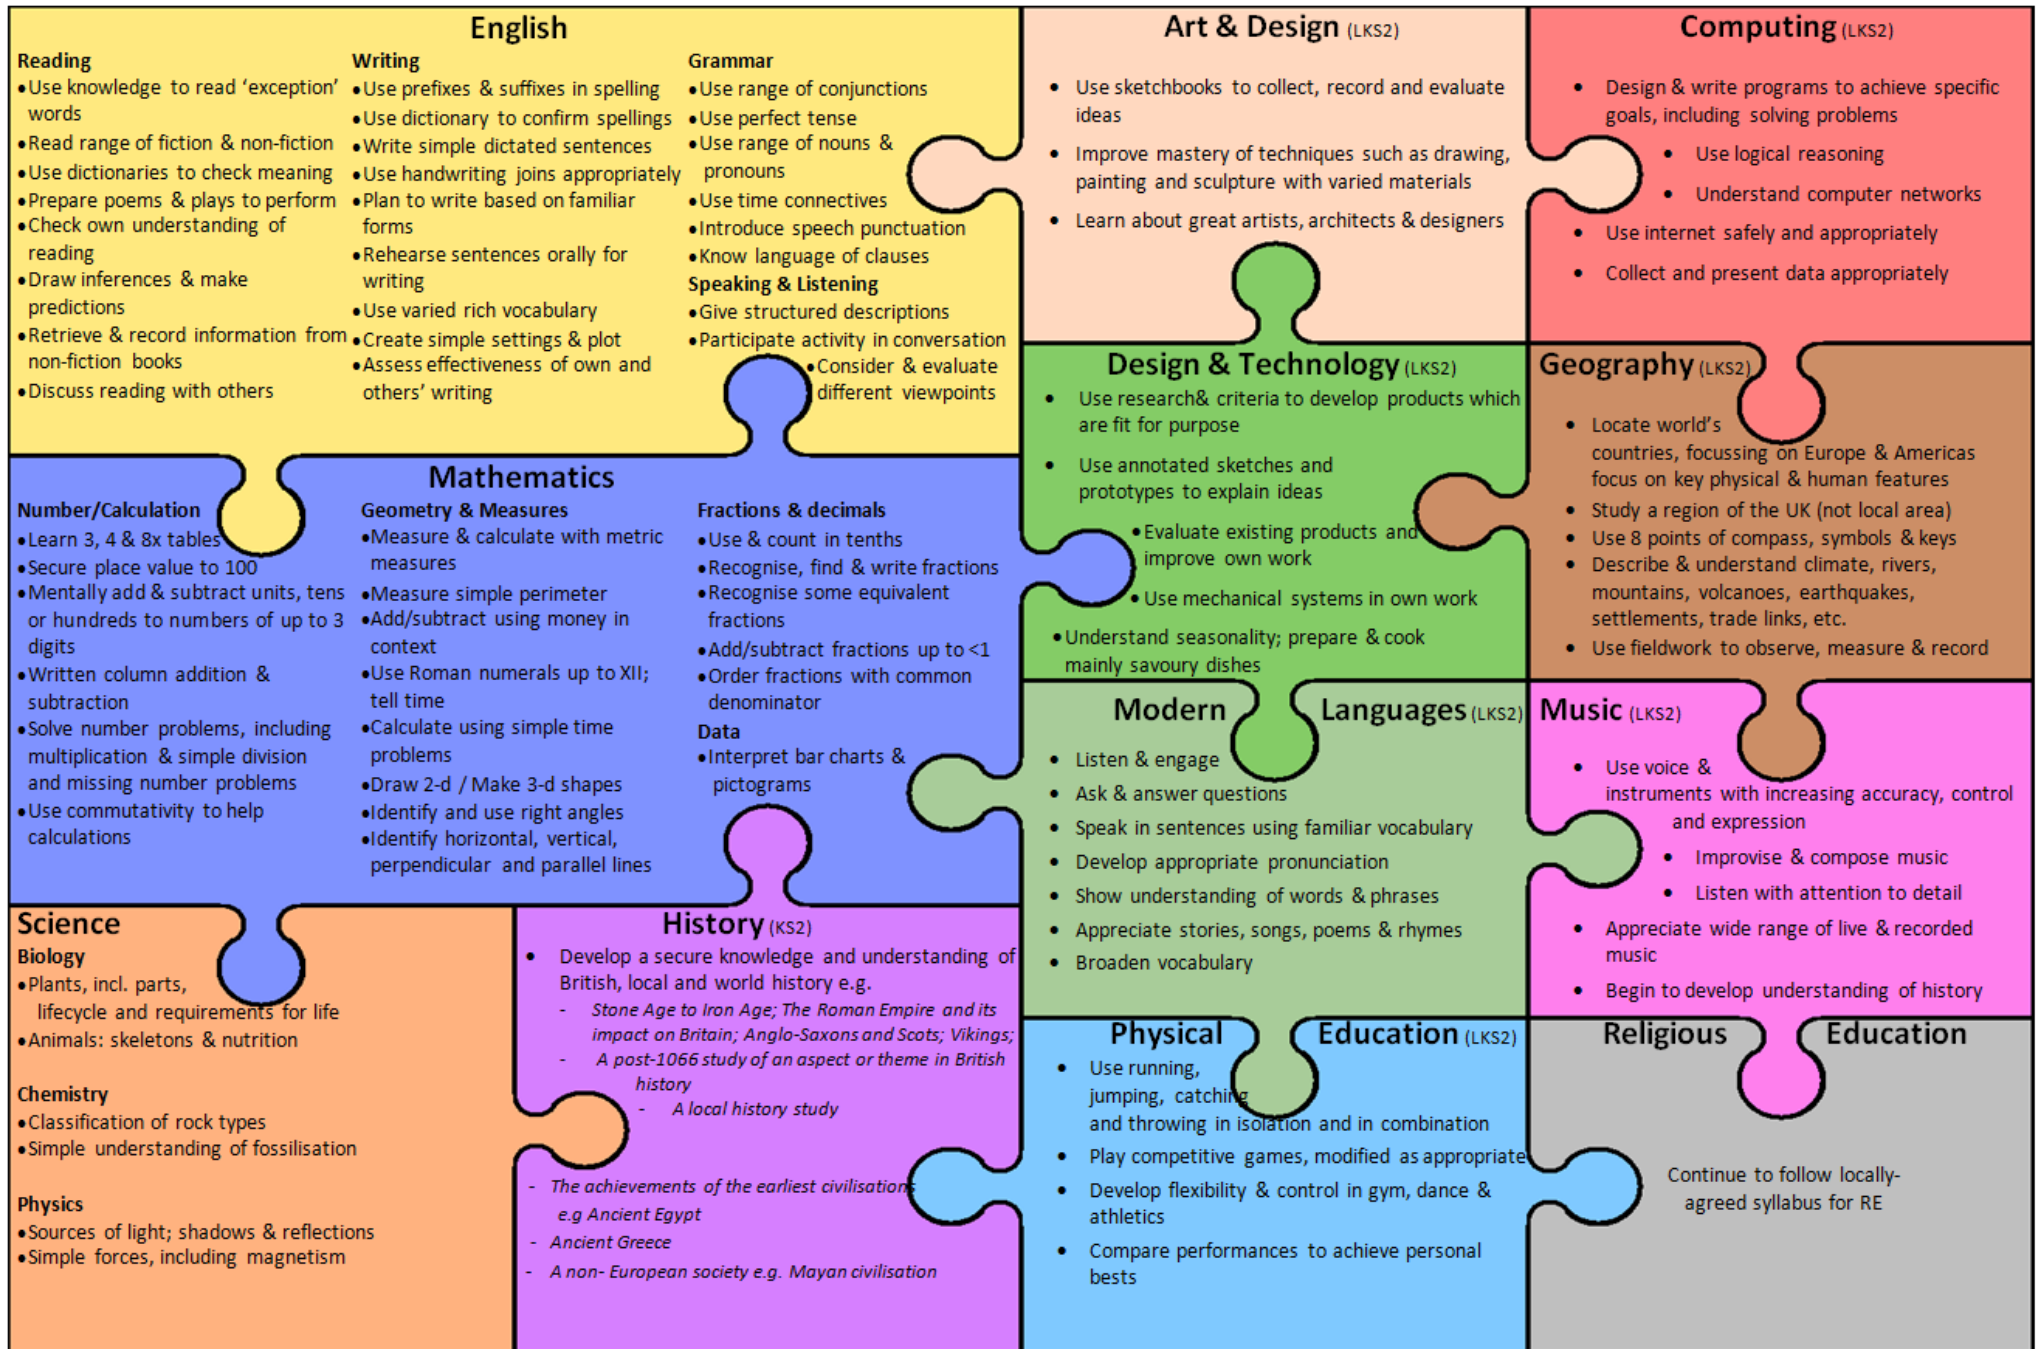 English
Reading
•Use knowledge to read ‘exception’
words
•Read range of fiction & non-fiction
•Use dictionaries to check meaning
•Prepare poems & plays to perform
•Check own understanding of
reading
•Draw inferences & make
predictions
•Retrieve & record information from
non-fiction books
•Discuss reading with others
Writing
•Use prefixes & suffixes in spelling
•Use dictionary to confirm spellings
•Write simple dictated sentences
•Use handwriting joins appropriately
•Plan to write based on familiar
forms
•Rehearse sentences orally for
writing
•Use varied rich vocabulary
•Create simple settings & plot
•Assess effectiveness of own and
others’ writing
Grammar
•Use range of conjunctions
•Use perfect tense
•Use range of nouns &
pronouns
•Use time connectives
•Introduce speech punctuation
•Know language of clauses
Speaking & Listening
•Give structured descriptions
•Participate activity in conversation
•Consider & evaluate
different viewpoints
Art & Design (LKS2)
• Use sketchbooks to collect, record and evaluate
ideas
• Improve mastery of techniques such as drawing,
painting and sculpture with varied materials
• Learn about great artists, architects & designers
Computing (LKS2)
• Design & write programs to achieve specific
goals, including solving problems
• Use logical reasoning
• Understand computer networks
• Use internet safely and appropriately
• Collect and present data appropriately
Mathematics
Number/Calculation
•Learn 3, 4 & 8x tables
•Secure place value to 100
•Mentally add & subtract units, tens
or hundreds to numbers of up to 3
digits
•Written column addition &
subtraction
•Solve number problems, including
multiplication & simple division
and missing number problems
•Use commutativity to help
calculations
Geometry & Measures
•Measure & calculate with metric
measures
•Measure simple perimeter
•Add/subtract using money in
context
•Use Roman numerals up to XII;
tell time
•Calculate using simple time
problems
•Draw 2-d / Make 3-d shapes
•Identify and use right angles
•Identify horizontal, vertical,
perpendicular and parallel lines
Fractions & decimals
•Use & count in tenths
•Recognise, find & write fractions
•Recognise some equivalent
fractions
•Add/subtract fractions up to <1
•Order fractions with common
denominator
Data
•Interpret bar charts &
pictograms
Design & Technology (LKS2)
• Use research& criteria to develop products which
are fit for purpose
• Use annotated sketches and
prototypes to explain ideas
•Evaluate existing products and
improve own work
•Use mechanical systems in own work
•Understand seasonality; prepare & cook
mainly savoury dishes
Geography (LKS2)
• Locate world’s
countries, focussing on Europe & Americas
focus on key physical & human features
• Study a region of the UK (not local area)
• Use 8 points of compass, symbols & keys
• Describe & understand climate, rivers,
mountains, volcanoes, earthquakes,
settlements, trade links, etc.
• Use fieldwork to observe, measure & record
Modern Languages (LKS2)
• Listen & engage
• Ask & answer questions
• Speak in sentences using familiar vocabulary
• Develop appropriate pronunciation
• Show understanding of words & phrases
• Appreciate stories, songs, poems & rhymes
• Broaden vocabulary
Music (LKS2)
• Use voice &
instruments with increasing accuracy, control
and expression
• Improvise & compose music
• Listen with attention to detail
• Appreciate wide range of live & recorded
music
• Begin to develop understanding of history
Science
Biology
•Plants, incl. parts,
lifecycle and requirements for life
•Animals: skeletons & nutrition
Chemistry
•Classification of rock types
•Simple understanding of fossilisation
Physics
•Sources of light; shadows & reflections
•Simple forces, including magnetism
History (KS2)
• Develop a secure knowledge and understanding of
British, local and world history e.g.
- Stone Age to Iron Age; The Roman Empire and its
impact on Britain; Anglo-Saxons and Scots; Vikings;
- A post-1066 study of an aspect or theme in British
history
- A local history study
- The achievements of the earliest civilisations
e.g Ancient Egypt
- Ancient Greece
- A non- European society e.g. Mayan civilisation
Physical Education (LKS2)
• Use running,
jumping, catching
and throwing in isolation and in combination
• Play competitive games, modified as appropriate
• Develop flexibility & control in gym, dance &
athletics
• Compare performances to achieve personal
bests
Religious Education
Continue to follow locally-
agreed syllabus for RE